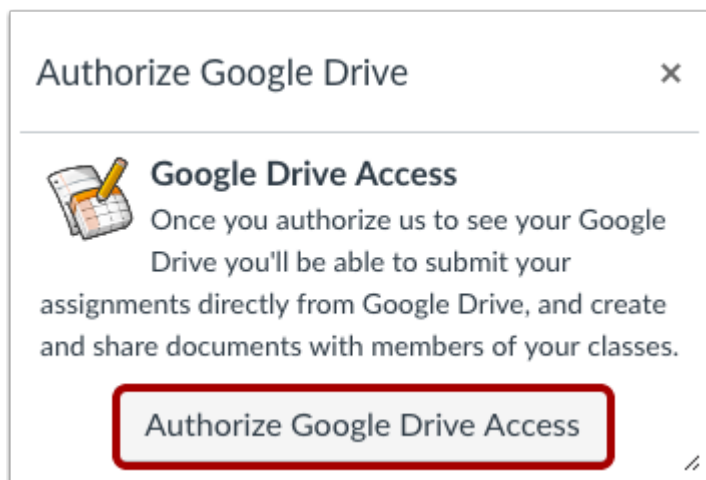 Authorize Google Drive ×
Google Drive Access
Once you authorize us to see your Google
Drive you'll be able to submit your
assignments directly from Google Drive, and create
and share documents with members of your classes.
Authorize Google Drive Access